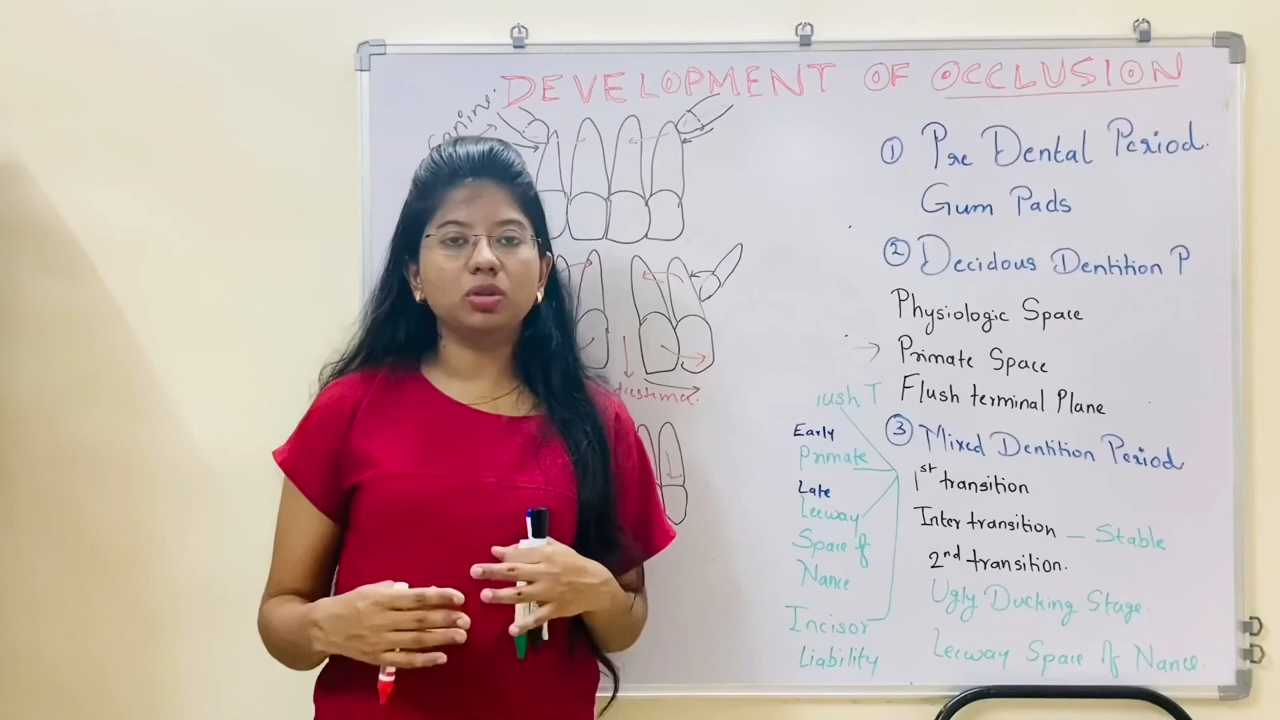 DEVELOPMENT OF OCCLUSION
Canine.
① Pre Dental Period.
Gum Pads
② Decidous Dentition P
Physiologic Space
→ Primate Space
Flush terminal Plane
③ Mixed Dentition Period
1st transition
Inter transition — Stable
2nd transition.
Ugly Ducking Stage.
Leeway Space of Nance.
Early
Primate
Late
Leeway
Space of
Nance
Incisor
Liability